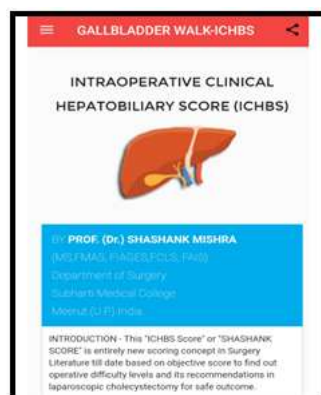 GALLBLADDER WALK-ICHBS
INTRAOPERATIVE CLINICAL
HEPATOBILIARY SCORE (ICHBS)
BY PROF. (Dr.) SHASHANK MISHRA
(MS,FMAS, FIAGES,FCLS, FAIS)
Department of Surgery
Subharti Medical College
Meerut (U.P) India
INTRODUCTION - This "ICHBS Score" or "SHASHANK
SCORE" is entirely new scoring concept in Surgery
Literature till date based on objective score to find out
operative difficulty levels and its recommendations in
laparoscopic cholecystectomy for safe outcome.